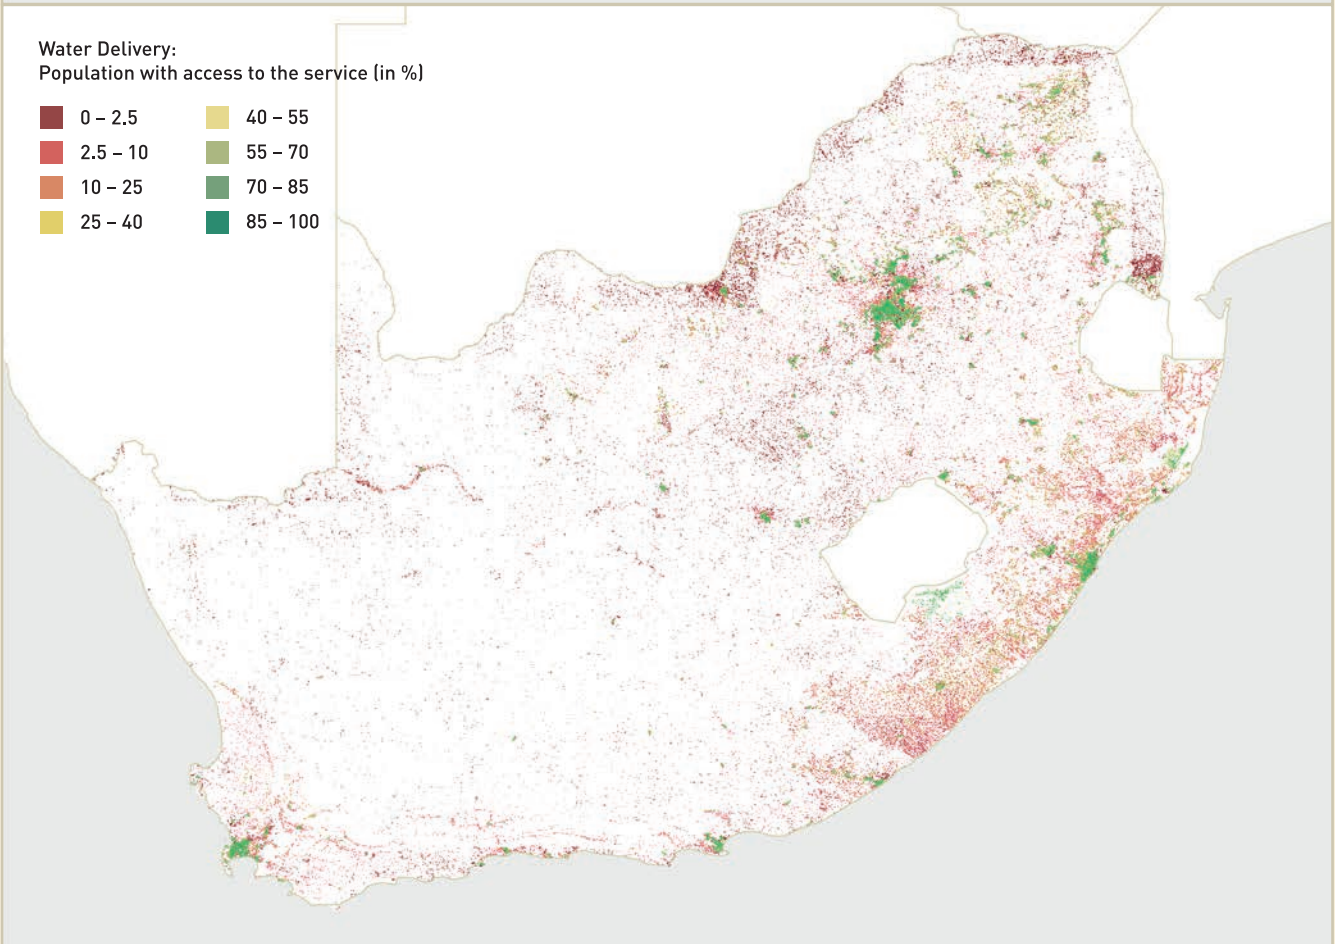 Water Delivery:
Population with access to the service (in %)
0 – 2.5
2.5 – 10
10 – 25
25 – 40
40 – 55
55 – 70
70 – 85
85 – 100